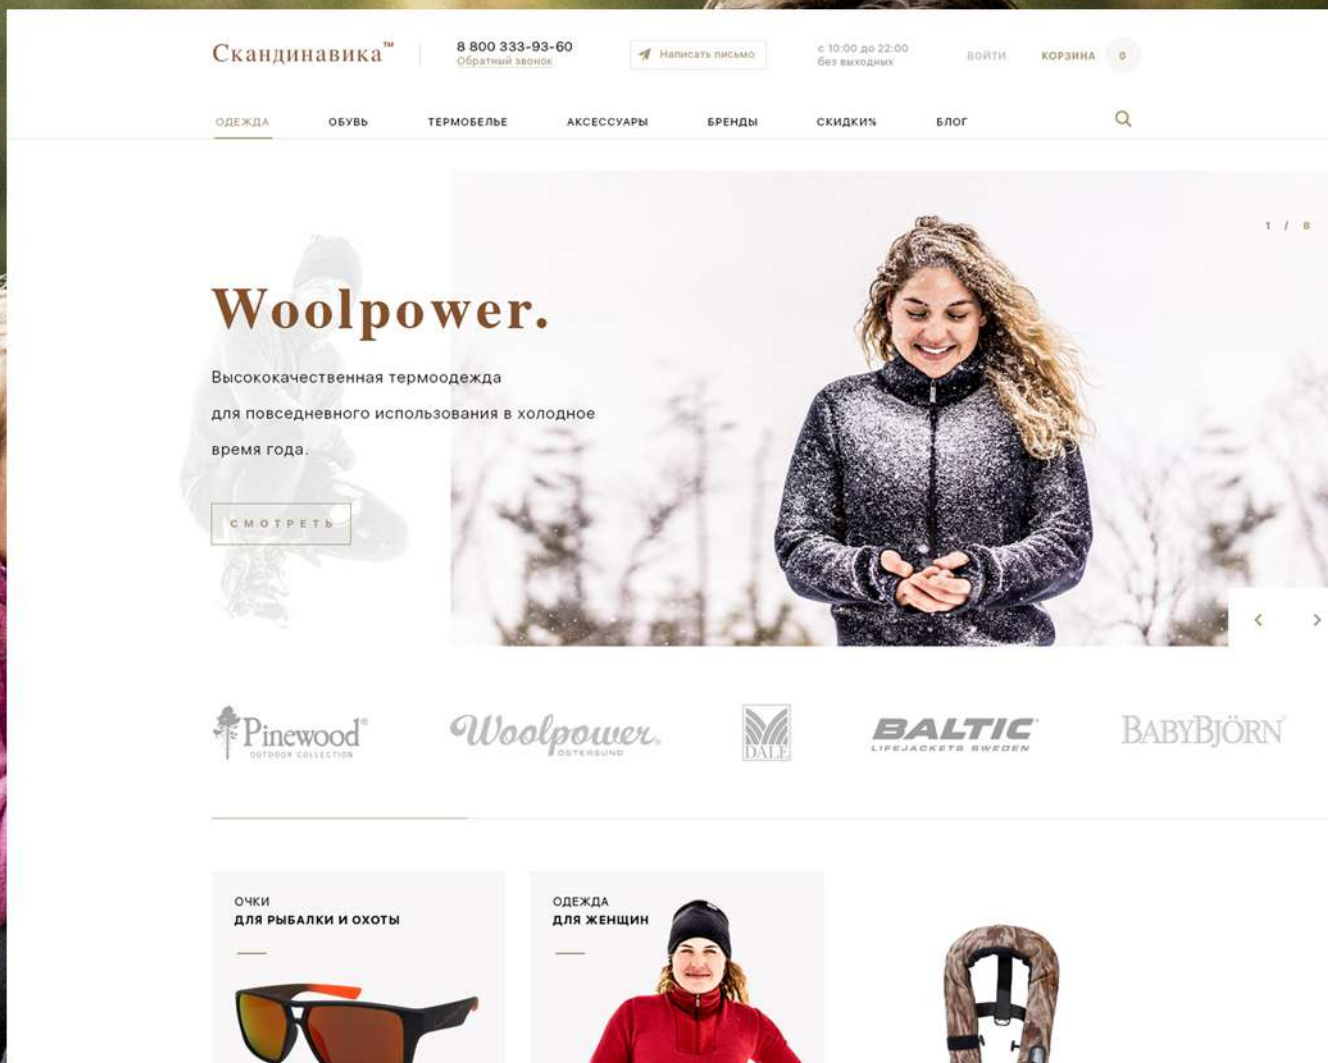 Скандинавика™
8 800 333-93-60
Обратный звонок
Написать письмо
с 10:00 до 22:00
без выходных
ВОЙТИ
КОРЗИНА
0
ОДЕЖДА
ОБУВЬ
ТЕРМОБЕЛЬЕ
АКСЕССУАРЫ
БРЕНДЫ
СКИДКИ%
БЛОГ
1 / 8
Woolpower.
Высококачественная термоодежда
для повседневного использования в холодное
время года.
СМОТРЕТЬ
Pinewood®
OUTDOOR COLLECTION
Woolpower®
ÖSTERSUND
DALE
BALTIC
LIFEJACKETS SWEDEN
BABYBJÖRN
ОЧКИ
ДЛЯ РЫБАЛКИ И ОХОТЫ
ОДЕЖДА
ДЛЯ ЖЕНЩИН